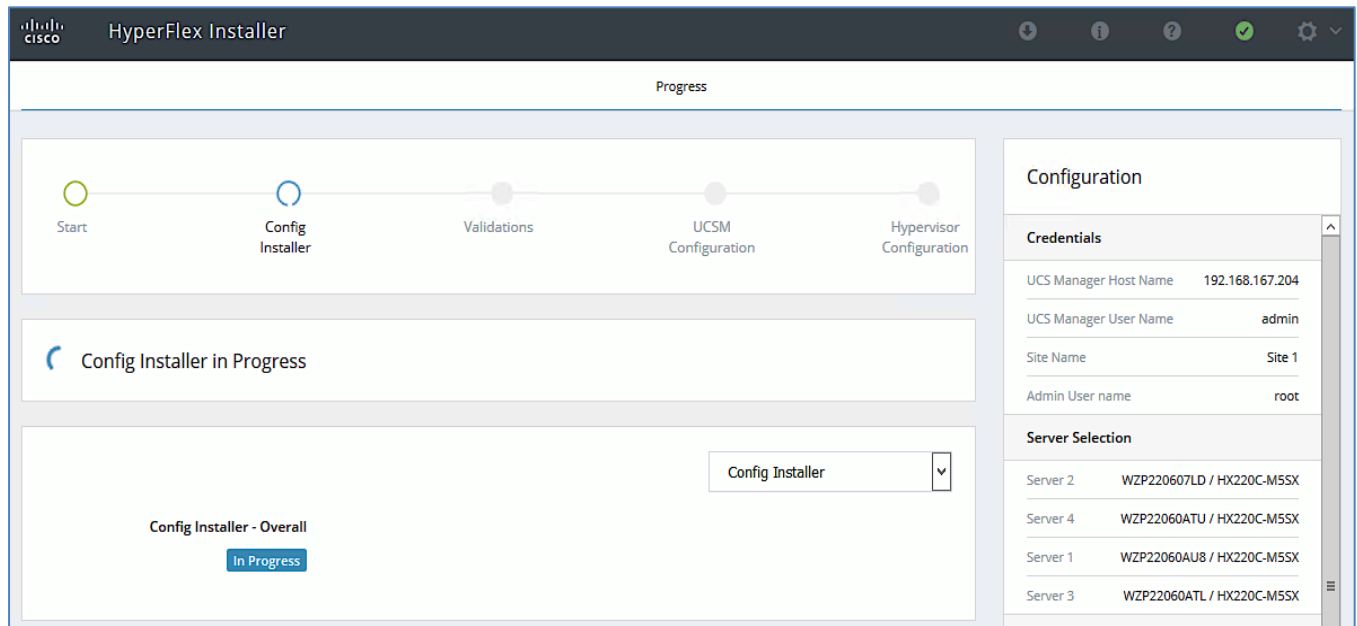 CISCO
HyperFlex Installer
Progress
Start
Config
Installer
Validations
UCSM
Configuration
Hypervisor
Configuration
Config Installer in Progress
Config Installer
Config Installer - Overall
In Progress
Configuration
Credentials
UCS Manager Host Name 192.168.167.204
UCS Manager User Name admin
Site Name Site 1
Admin User name root
Server Selection
Server 2 WZP220607LD / HX220C-M5SX
Server 4 WZP22060ATU / HX220C-M5SX
Server 1 WZP22060AU8 / HX220C-M5SX
Server 3 WZP22060ATL / HX220C-M5SX